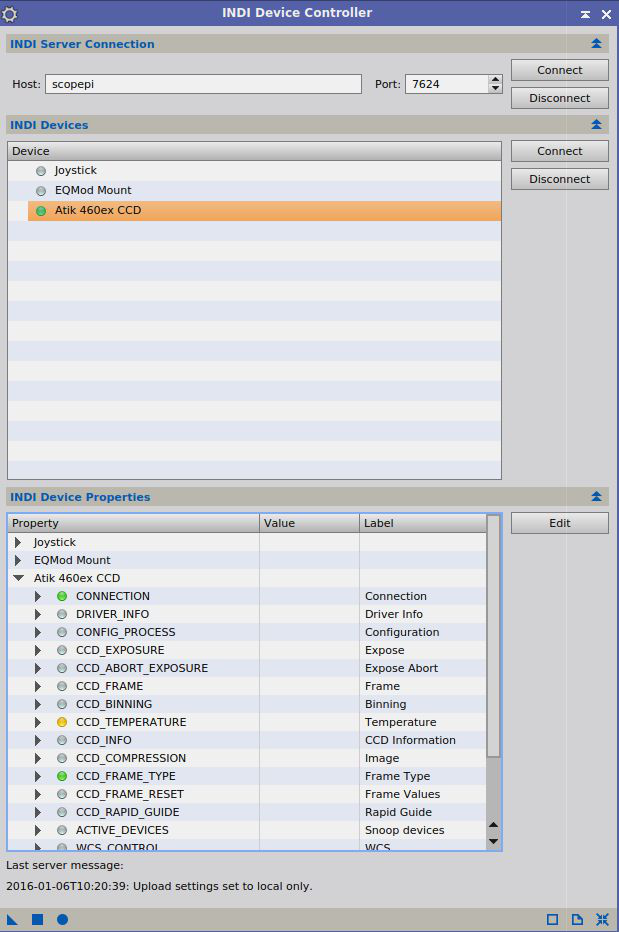 INDI Device Controller
INDI Server Connection
Host: scopepi Port: 7624 Connect
Disconnect
INDI Devices
Device Connect
Joystick Disconnect
EQMod Mount
Atik 460ex CCD
INDI Device Properties
Property Value Label Edit
Joystick
EQMod Mount
Atik 460ex CCD
CONNECTION Connection
DRIVER_INFO Driver Info
CONFIG_PROCESS Configuration
CCD_EXPOSURE Expose
CCD_ABORT_EXPOSURE Expose Abort
CCD_FRAME Frame
CCD_BINNING Binning
CCD_TEMPERATURE Temperature
CCD_INFO CCD Information
CCD_COMPRESSION Image
CCD_FRAME_TYPE Frame Type
CCD_FRAME_RESET Frame Values
CCD_RAPID_GUIDE Rapid Guide
ACTIVE_DEVICES Snoop devices
WCS_CONTROL WCS
Last server message:
2016-01-06T10:20:39: Upload settings set to local only.